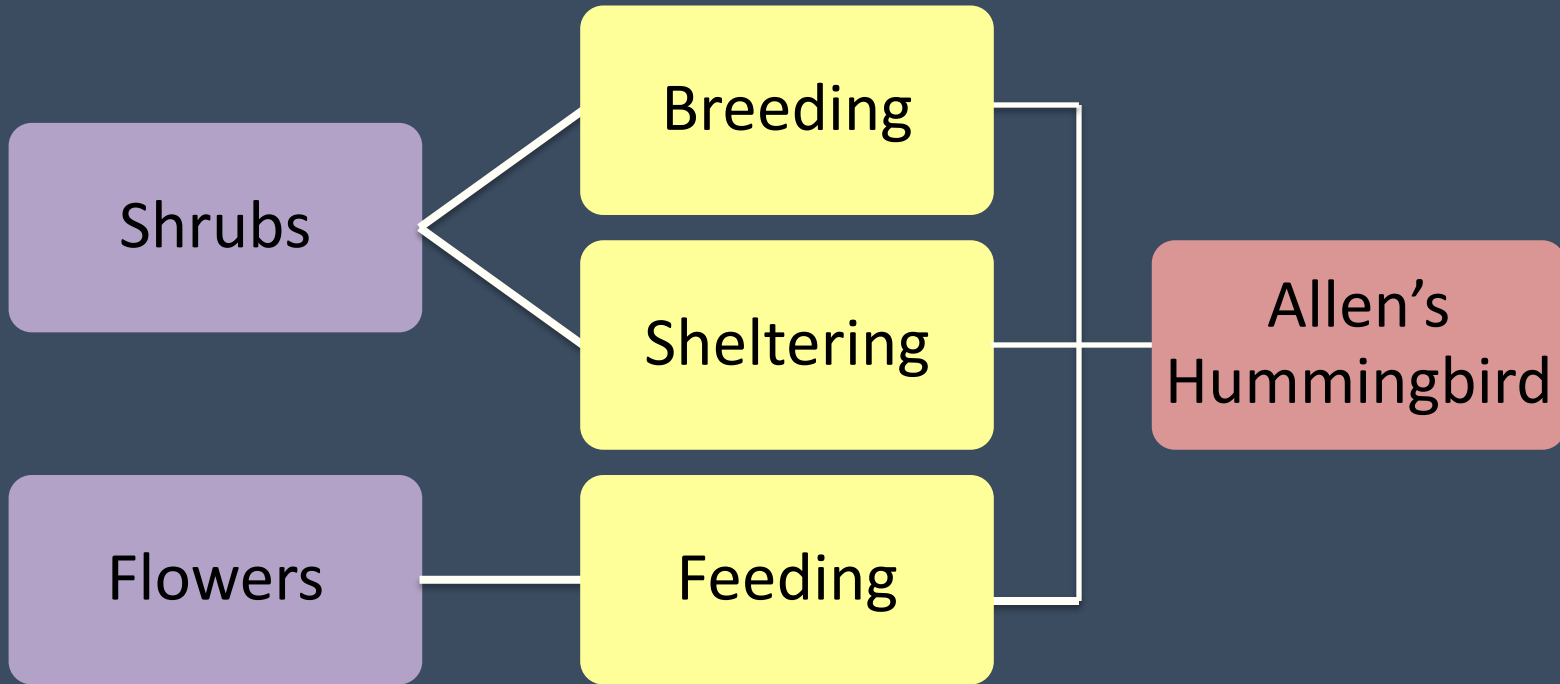 Shrubs
Flowers
Breeding
Sheltering
Feeding
Allen’s
Hummingbird